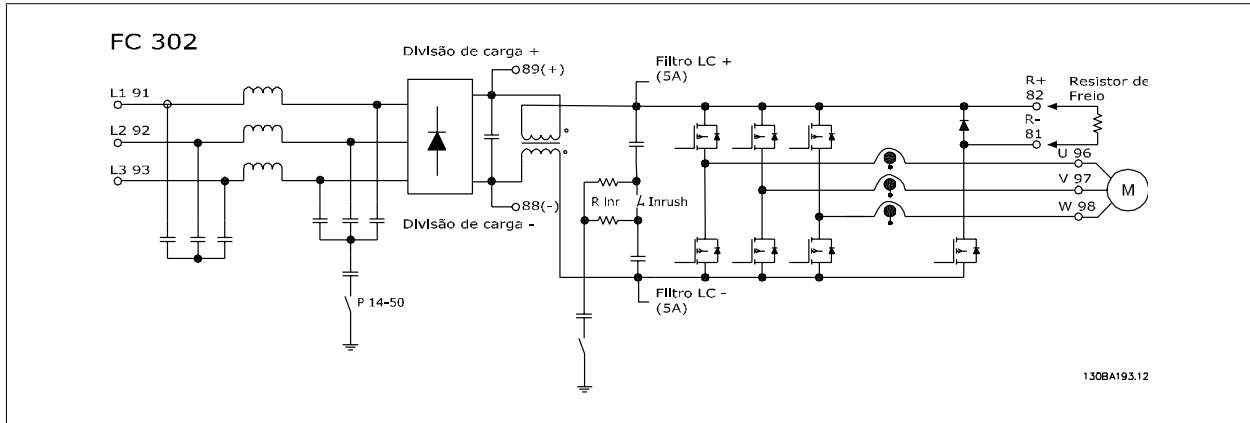 FC 302
Divisão de carga +
89(+)
Filtro LC +
(5A)
R+
82
Resistor de
Freio
L1 91
L2 92
R-
81
U 96
L3 93
V 97
M
R Inr
Inrush
88(-)
W 98
Divisão de carga -
P 14-50
Filtro LC -
(5A)
130BA193.12